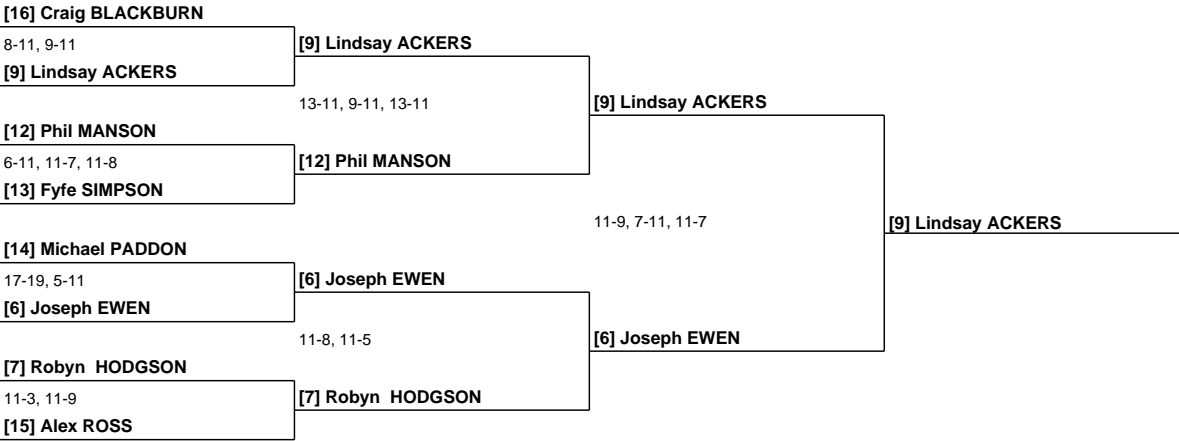 [16] Craig BLACKBURN
8-11, 9-11
[9] Lindsay ACKERS
[9] Lindsay ACKERS
13-11, 9-11, 13-11
[9] Lindsay ACKERS
[12] Phil MANSON
6-11, 11-7, 11-8
[12] Phil MANSON
[13] Fyfe SIMPSON
11-9, 7-11, 11-7
[9] Lindsay ACKERS
[14] Michael PADDON
17-19, 5-11
[6] Joseph EWEN
[6] Joseph EWEN
11-8, 11-5
[6] Joseph EWEN
[7] Robyn  HODGSON
11-3, 11-9
[7] Robyn  HODGSON
[15] Alex ROSS